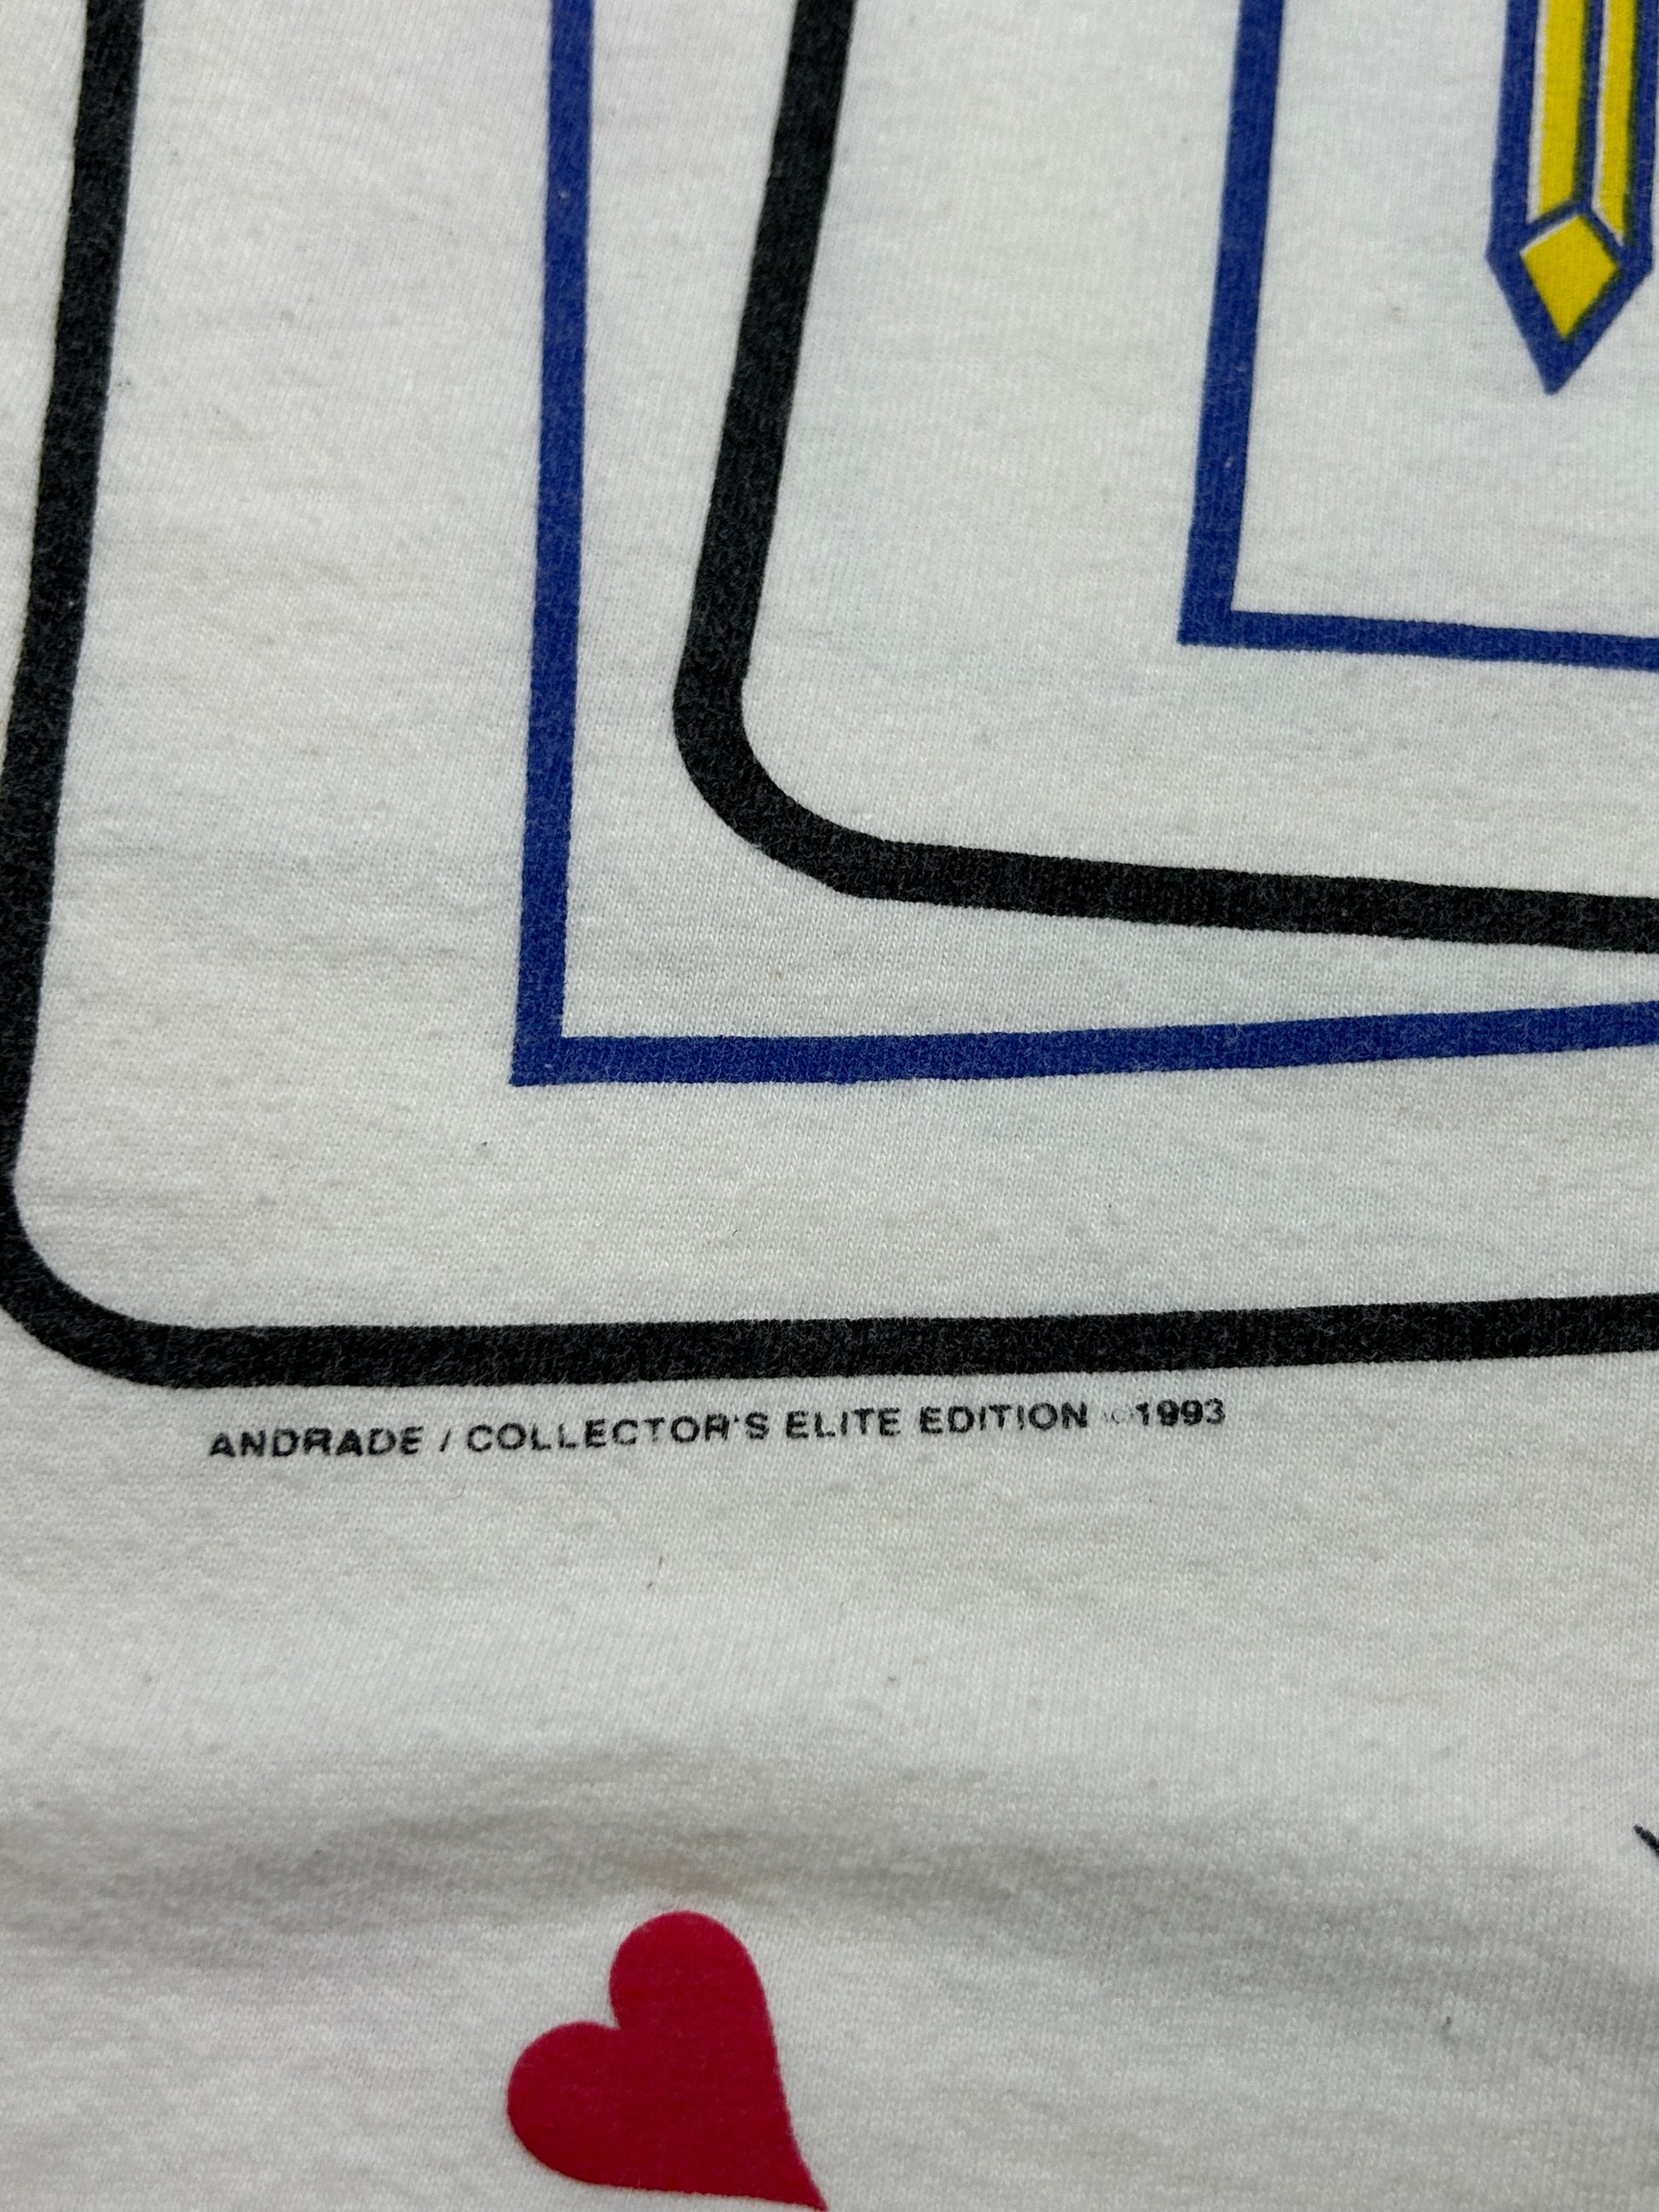 ANDRADE / COLLECTOR'S ELITE EDITION © 1993